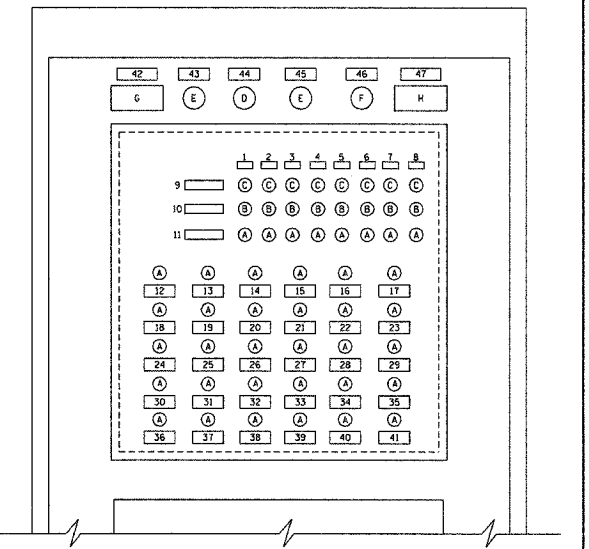 42 43 44 45 46 47
G E D E F H
1 2 3 4 5 6 7 8
9 C C C C C C C C
10 B B B B B B B B
11 A A A A A A A A
A A A A A A
12 13 14 15 16 17
A A A A A A
18 19 20 21 22 23
A A A A A A
24 25 26 27 28 29
A A A A A A
30 31 32 33 34 35
A A A A A A
36 37 38 39 40 41